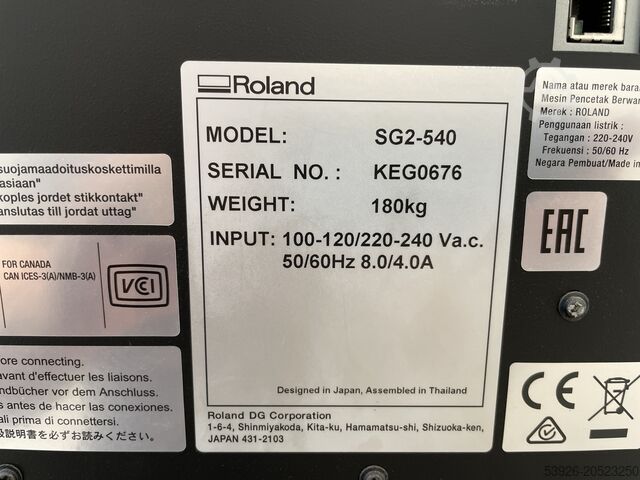 Roland
MODEL: SG2-540
SERIAL NO. : KEG0676
WEIGHT: 180kg
INPUT: 100-120/220-240 Va.c.
50/60Hz 8.0/4.0A
Designed in Japan, Assembled in Thailand
Roland DG Corporation
1-6-4, Shinmiyakoda, Kita-ku, Hamamatsu-shi, Shizuoka-ken,
JAPAN 431-2103
suojamaadoituskoskettimilla
asiaan"
koples jordet stikkontakt"
anslutas till jordat uttag"
FOR CANADA
CAN ICES-3(A)/NMB-3(A)
VCI
ore connecting.
avant d'effectuer les liaisons.
ndbücher vor dem Anschluss.
s antes de hacer las conexiones.
ali prima di connettersi.
扱説明書を必ずお読みください。
Nama atau merek bara
Mesin Pencetak Berwar
Merek : ROLAND
Penggunaan listrik :
Tegangan : 220-240V
Frekuensi : 50/60 Hz
Negara Pembuat/Made in
EAC
CE
53926-20523250